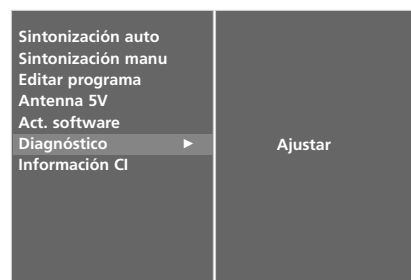 Sintonización auto
Sintonización manu
Editar programa
Antenna 5V
Act. software
Diagnóstico ►
Ajustar
Información CI